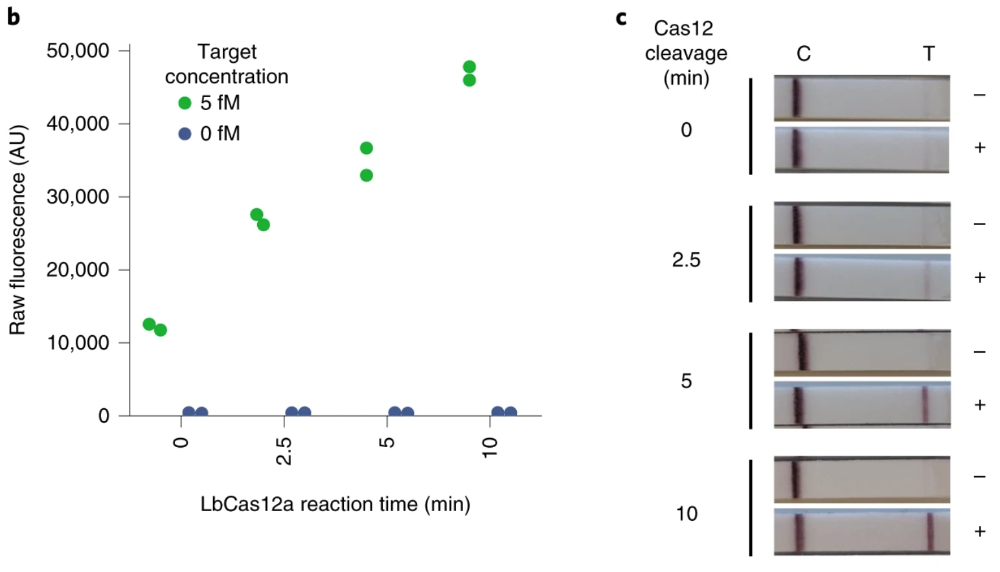 b
50,000
40,000
30,000
20,000
10,000
0
Raw fluorescence (AU)
Target
concentration
5 fM
0 fM
0
2.5
5
10
LbCas12a reaction time (min)
c
Cas12
cleavage
(min)
C
T
0
−
+
2.5
−
+
5
−
+
10
−
+